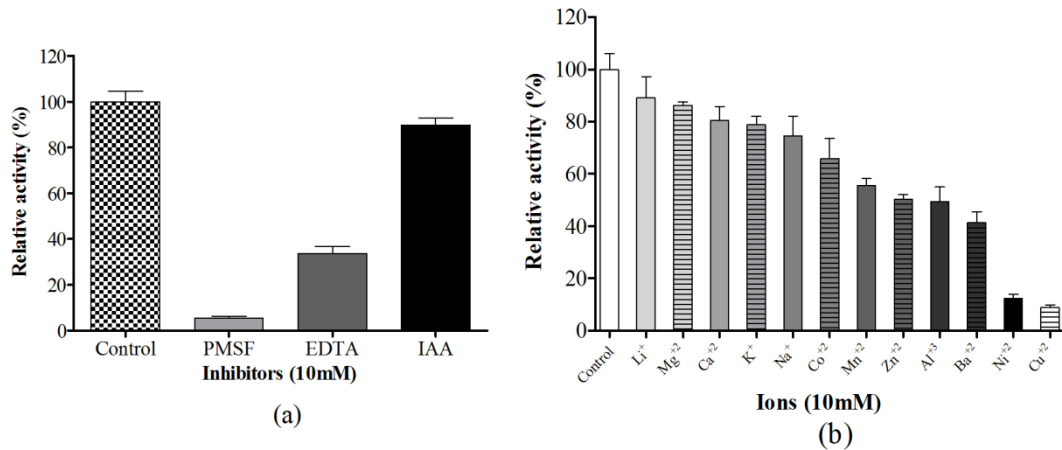 120
100
80
60
40
20
0
Relative activity (%)
Control PMSF EDTA IAA
Inhibitors (10mM)
(a)
120
100
80
60
40
20
0
Relative activity (%)
Control Li+ Mg+2 Ca+2 K+ Na+ Co+2 Mn+2 Zn+2 Al+3 Ba+2 Ni+2 Cu+2
Ions (10mM)
(b)